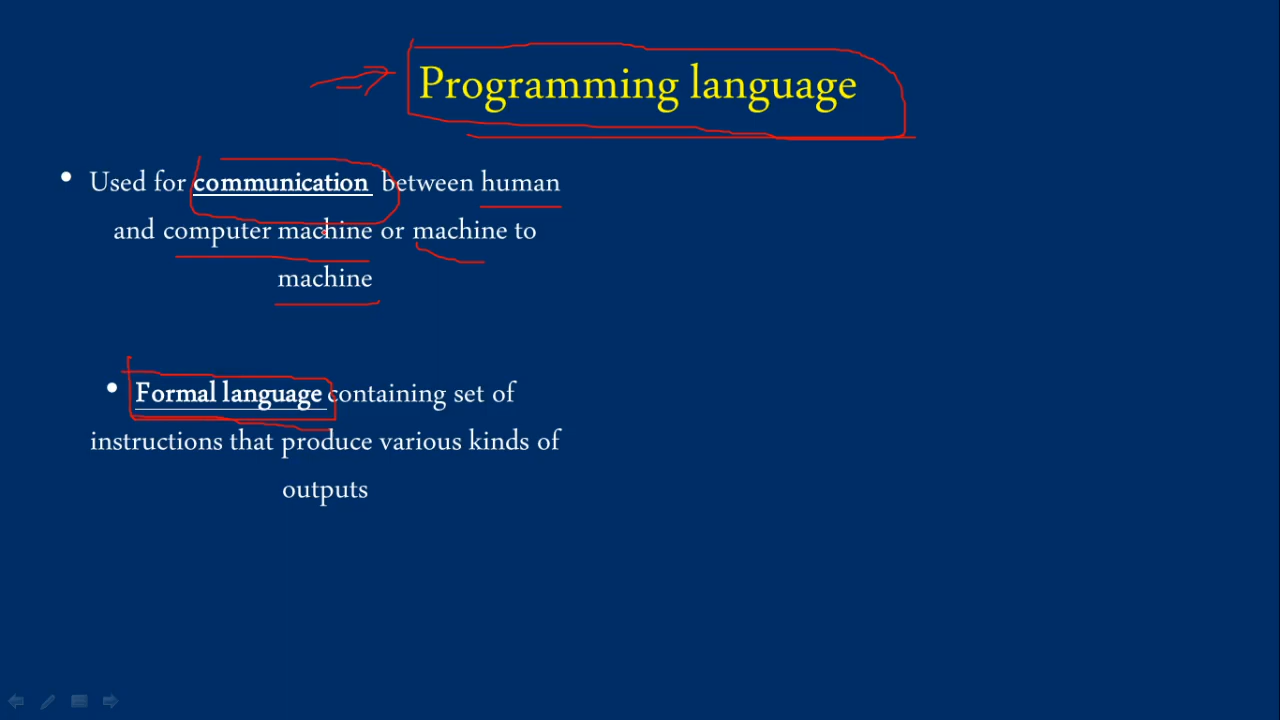 Programming language
• Used for communication between human
and computer machine or machine to
machine
• Formal language containing set of
instructions that produce various kinds of
outputs